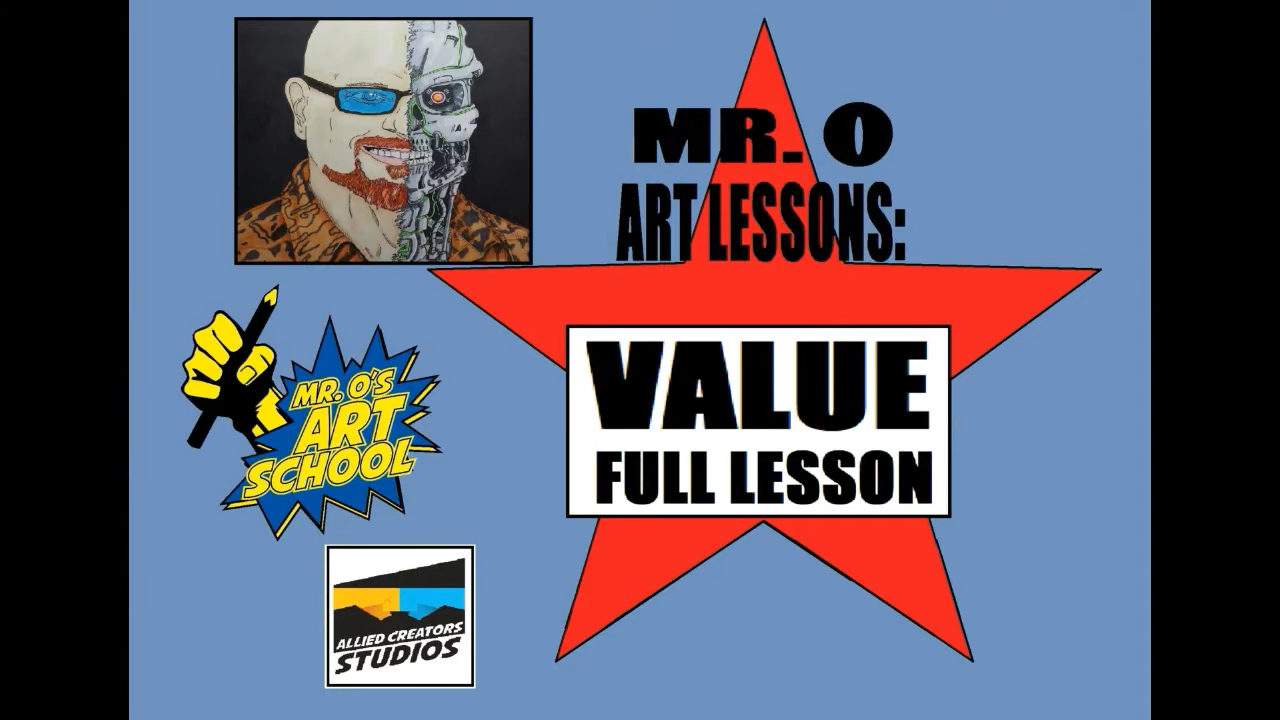 MR. O
ART LESSONS:
VALUE
FULL LESSON
MR. O'S
ART
SCHOOL
ALLIED CREATORS
STUDIOS